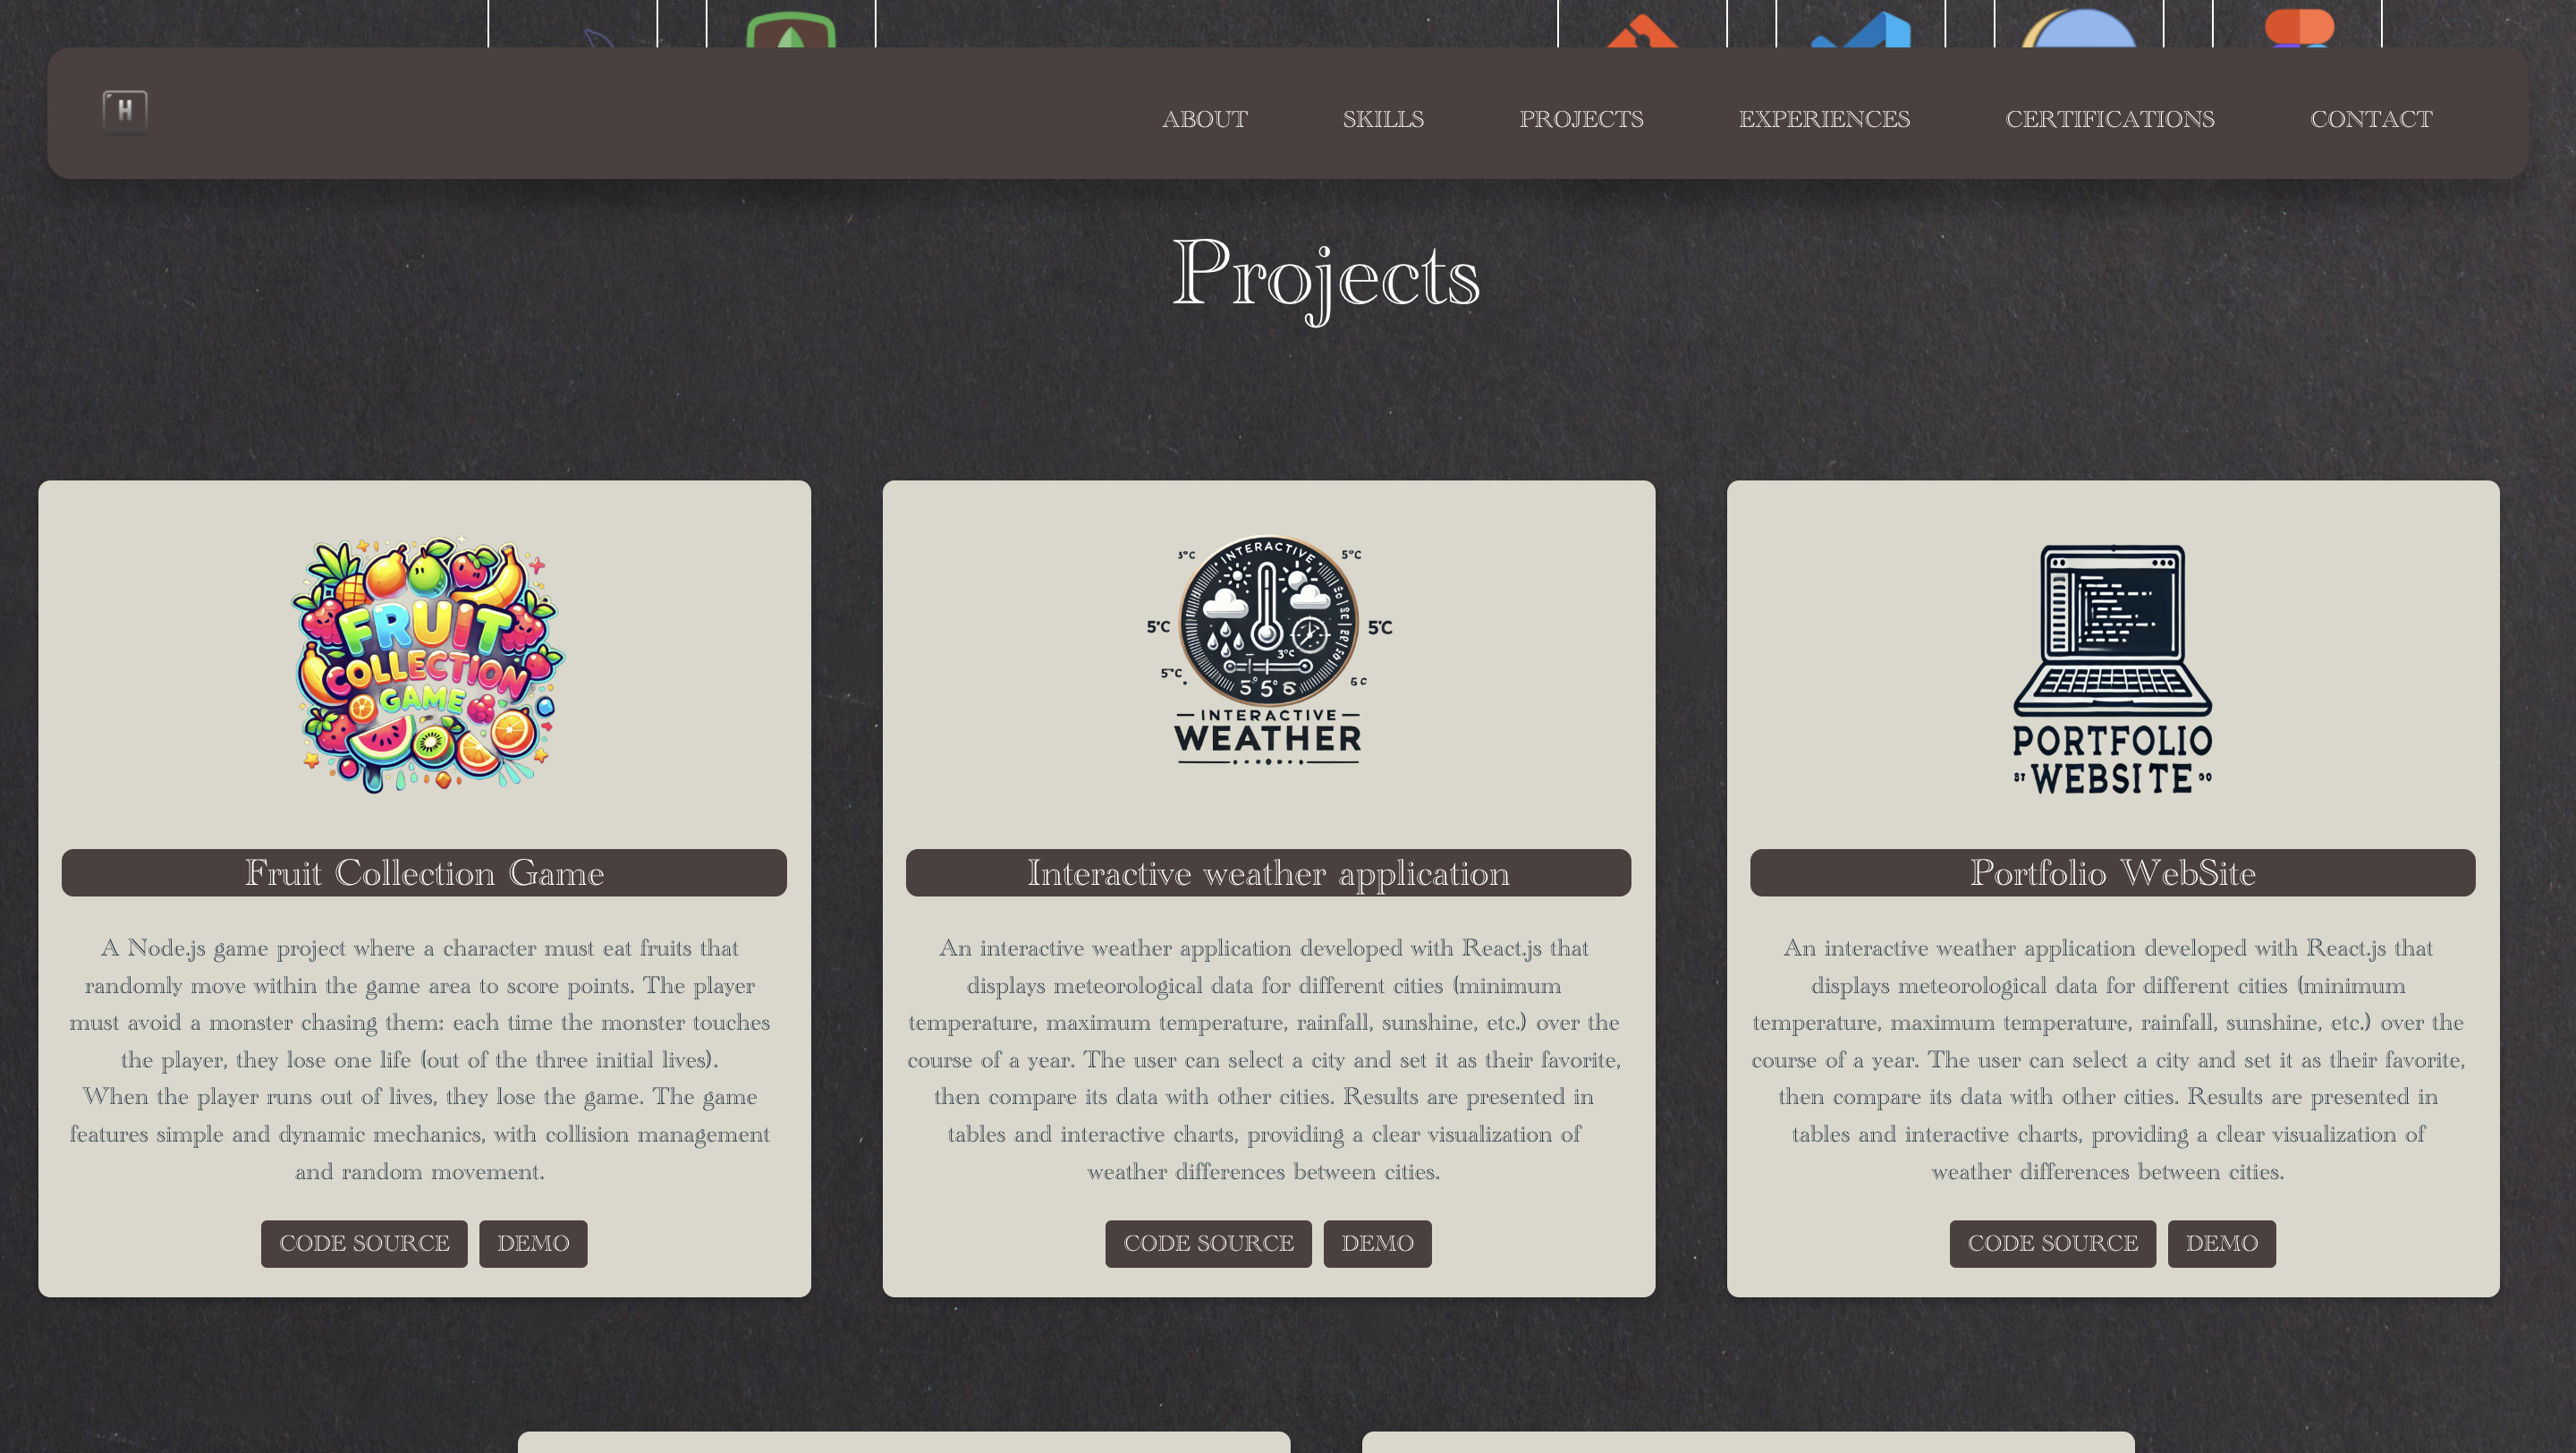 H
ABOUT SKILLS PROJECTS EXPERIENCES CERTIFICATIONS CONTACT
Projects
FRUIT
COLLECTION
GAME
INTERACTIVE
3°C
5°C
5°C
5°C
3°C
5°C
INTERACTIVE
WEATHER
PORTFOLIO
WEBSITE
Fruit Collection Game
A Node.js game project where a character must eat fruits that
randomly move within the game area to score points. The player
must avoid a monster chasing them: each time the monster touches
the player, they lose one life (out of the three initial lives).
When the player runs out of lives, they lose the game. The game
features simple and dynamic mechanics, with collision management
and random movement.
CODE SOURCE DEMO
Interactive weather application
An interactive weather application developed with React.js that
displays meteorological data for different cities (minimum
temperature, maximum temperature, rainfall, sunshine, etc.) over the
course of a year. The user can select a city and set it as their favorite,
then compare its data with other cities. Results are presented in
tables and interactive charts, providing a clear visualization of
weather differences between cities.
CODE SOURCE DEMO
Portfolio WebSite
An interactive weather application developed with React.js that
displays meteorological data for different cities (minimum
temperature, maximum temperature, rainfall, sunshine, etc.) over the
course of a year. The user can select a city and set it as their favorite,
then compare its data with other cities. Results are presented in
tables and interactive charts, providing a clear visualization of
weather differences between cities.
CODE SOURCE DEMO